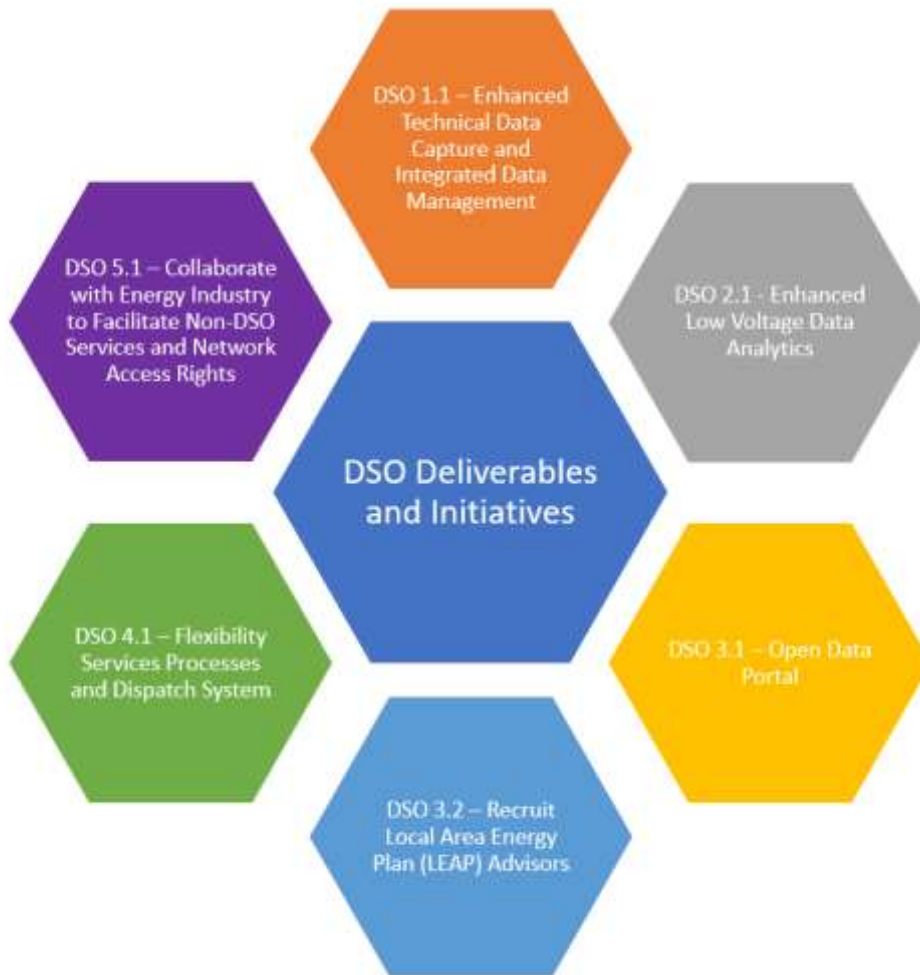 DSO 1.1 – Enhanced
Technical Data
Capture and
Integrated Data
Management
DSO 2.1 - Enhanced
Low Voltage Data
Analytics
DSO 3.1 – Open Data
Portal
DSO 3.2 – Recruit
Local Area Energy
Plan (LEAP) Advisors
DSO 4.1 – Flexibility
Services Processes
and Dispatch System
DSO 5.1 – Collaborate
with Energy Industry
to Facilitate Non-DSO
Services and Network
Access Rights
DSO Deliverables
and Initiatives